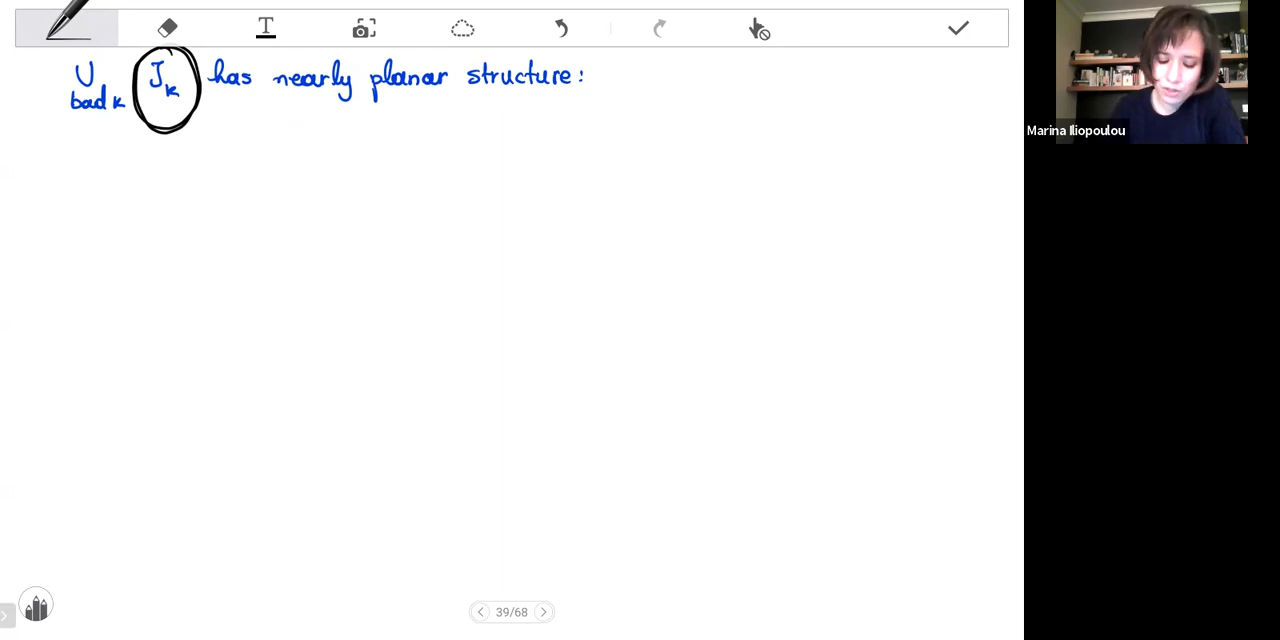 T
∪ J_k has nearly planar structure:
bad k
Marina Iliopoulou
39/68